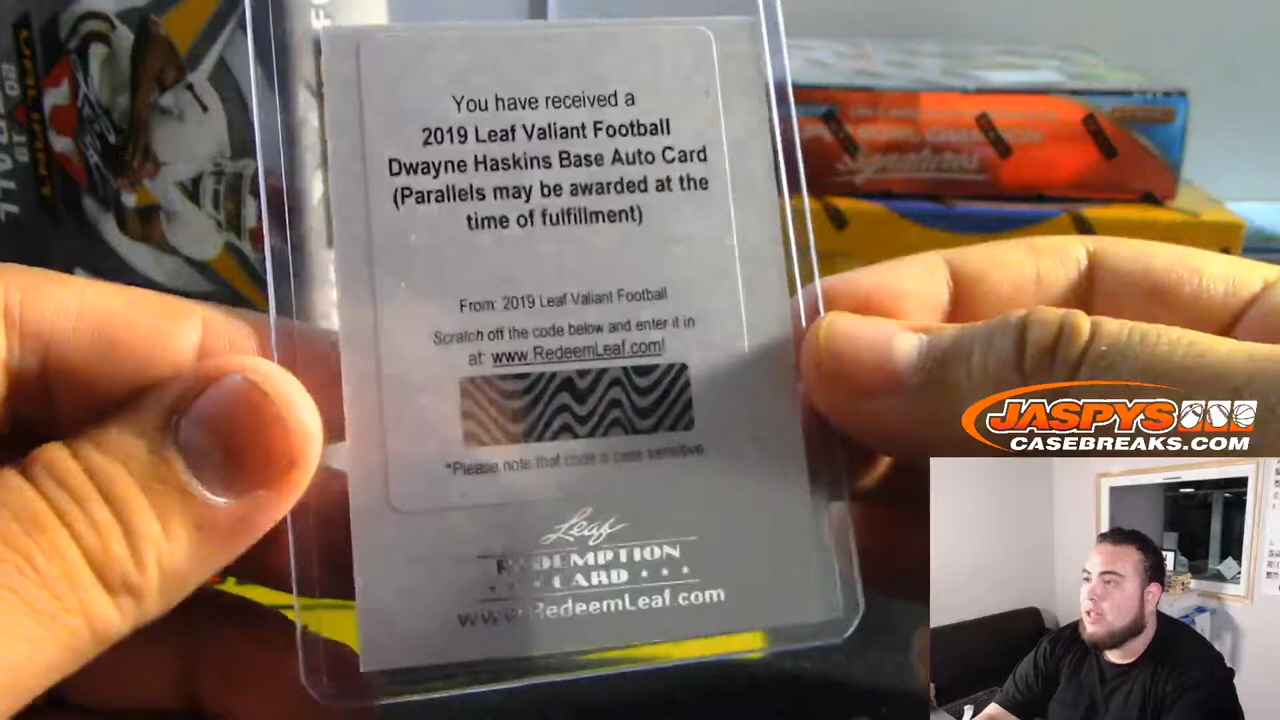 You have received a
2019 Leaf Valiant Football
Dwayne Haskins Base Auto Card
(Parallels may be awarded at the
time of fulfillment)
From: 2019 Leaf Valiant Football
Scratch off the code below and enter it in
at: www.RedeemLeaf.com!
*Please note that code is case sensitive
Leaf
REDEMPTION
CARD
www.RedeemLeaf.com
Signatures
JASPYS
CASEBREAKS.COM